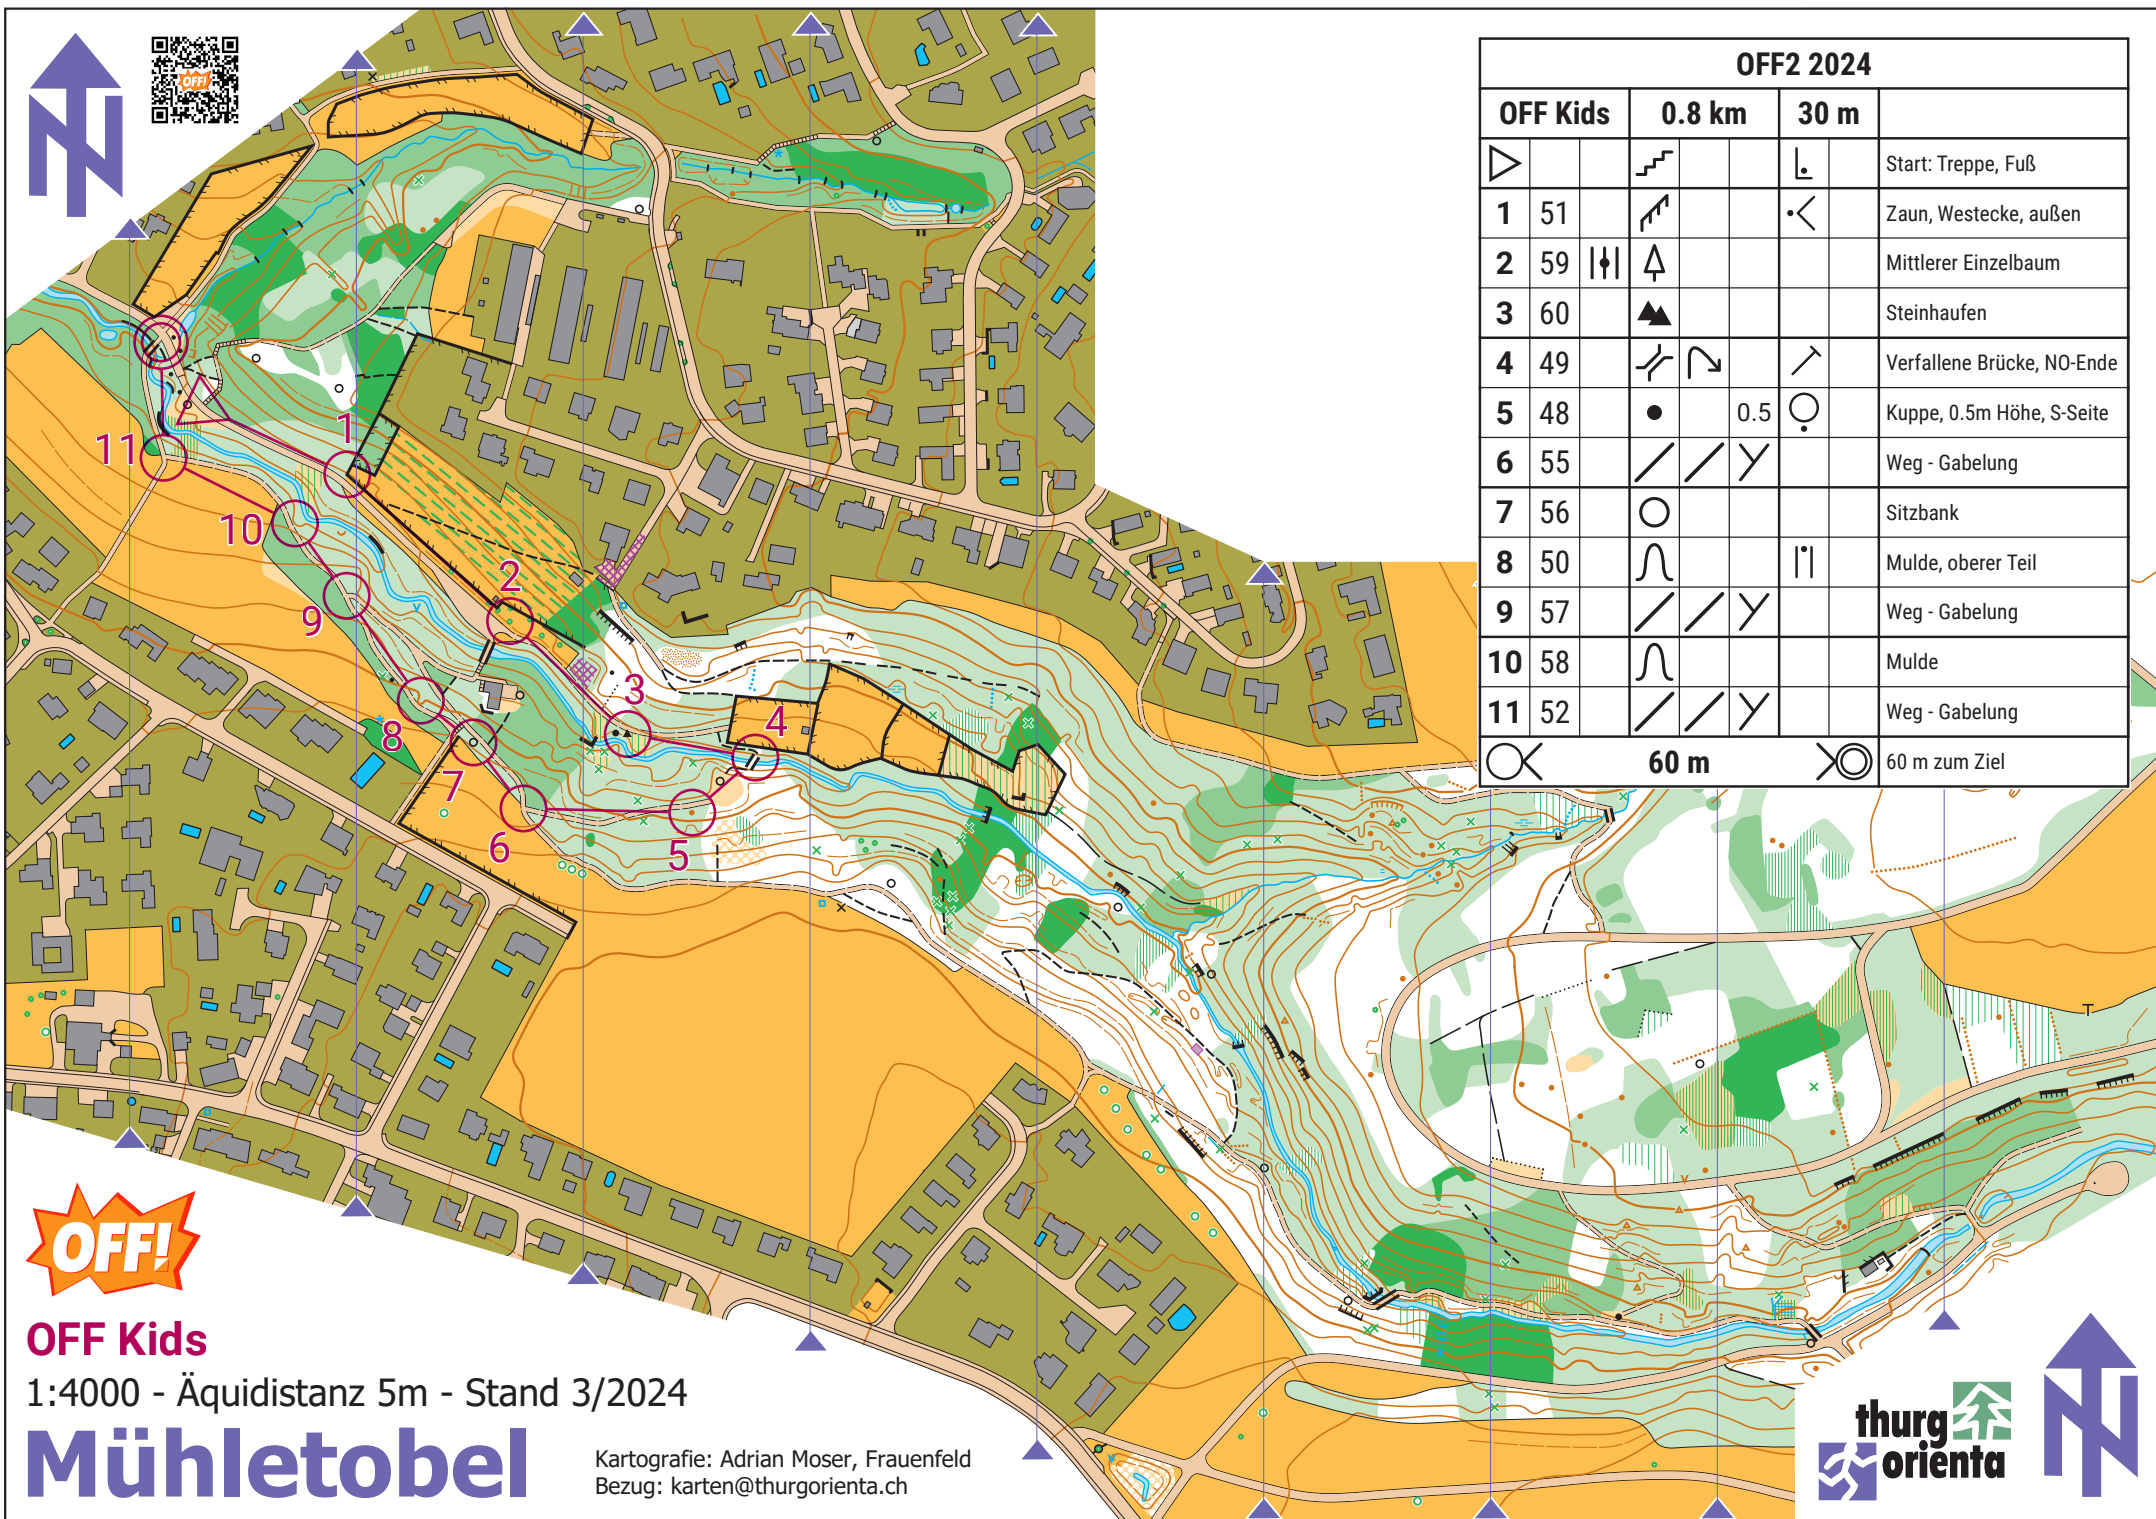 OFF!
OFF2 2024
OFF Kids 0.8 km 30 m
Start: Treppe, Fuß
1 51 Zaun, Westecke, außen
2 59 Mittlerer Einzelbaum
3 60 Steinhaufen
4 49 Verfallene Brücke, NO-Ende
5 48 0.5 Kuppe, 0.5m Höhe, S-Seite
6 55 Weg - Gabelung
7 56 Sitzbank
8 50 Mulde, oberer Teil
9 57 Weg - Gabelung
10 58 Mulde
11 52 Weg - Gabelung
60 m 60 m zum Ziel
1
11
10
2
9
3
4
8
7
6
5
OFF!
OFF Kids
1:4000 - Äquidistanz 5m - Stand 3/2024
Mühletobel
Kartografie: Adrian Moser, Frauenfeld
Bezug: karten@thurgorienta.ch
thurg
orienta
N
N